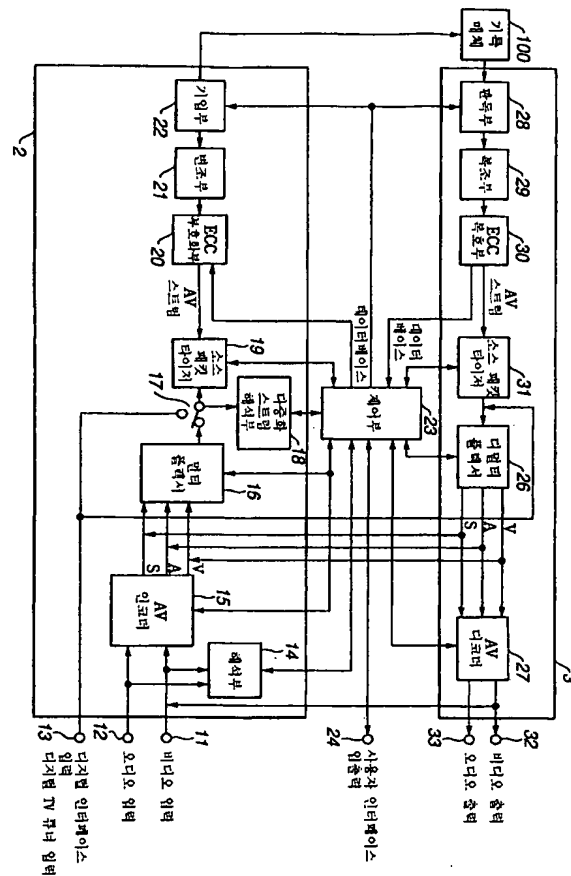 100
기록
매체
28
판독부
29
복조부
30
ECC
복호부
AV
스트림
31
소스 패킷
타이저
26
디멀티
플렉서
V
A
S
27
AV
디코더
3
32
비디오 출력
33
오디오 출력
데이터
베이스
데이터베이스
23
제어부
24
사용자 인터페이스
입출력
2
22
기입부
21
변조부
20
ECC
부호화부
AV
스트림
19
소스
패킷
타이저
17
18
다중화
스트림
해석부
16
멀티
플렉서
V
A
S
15
AV
인코더
14
해석부
11
비디오 입력
12
오디오 입력
13
디지털 인터페이스
입력
디지털 TV 튜너 입력